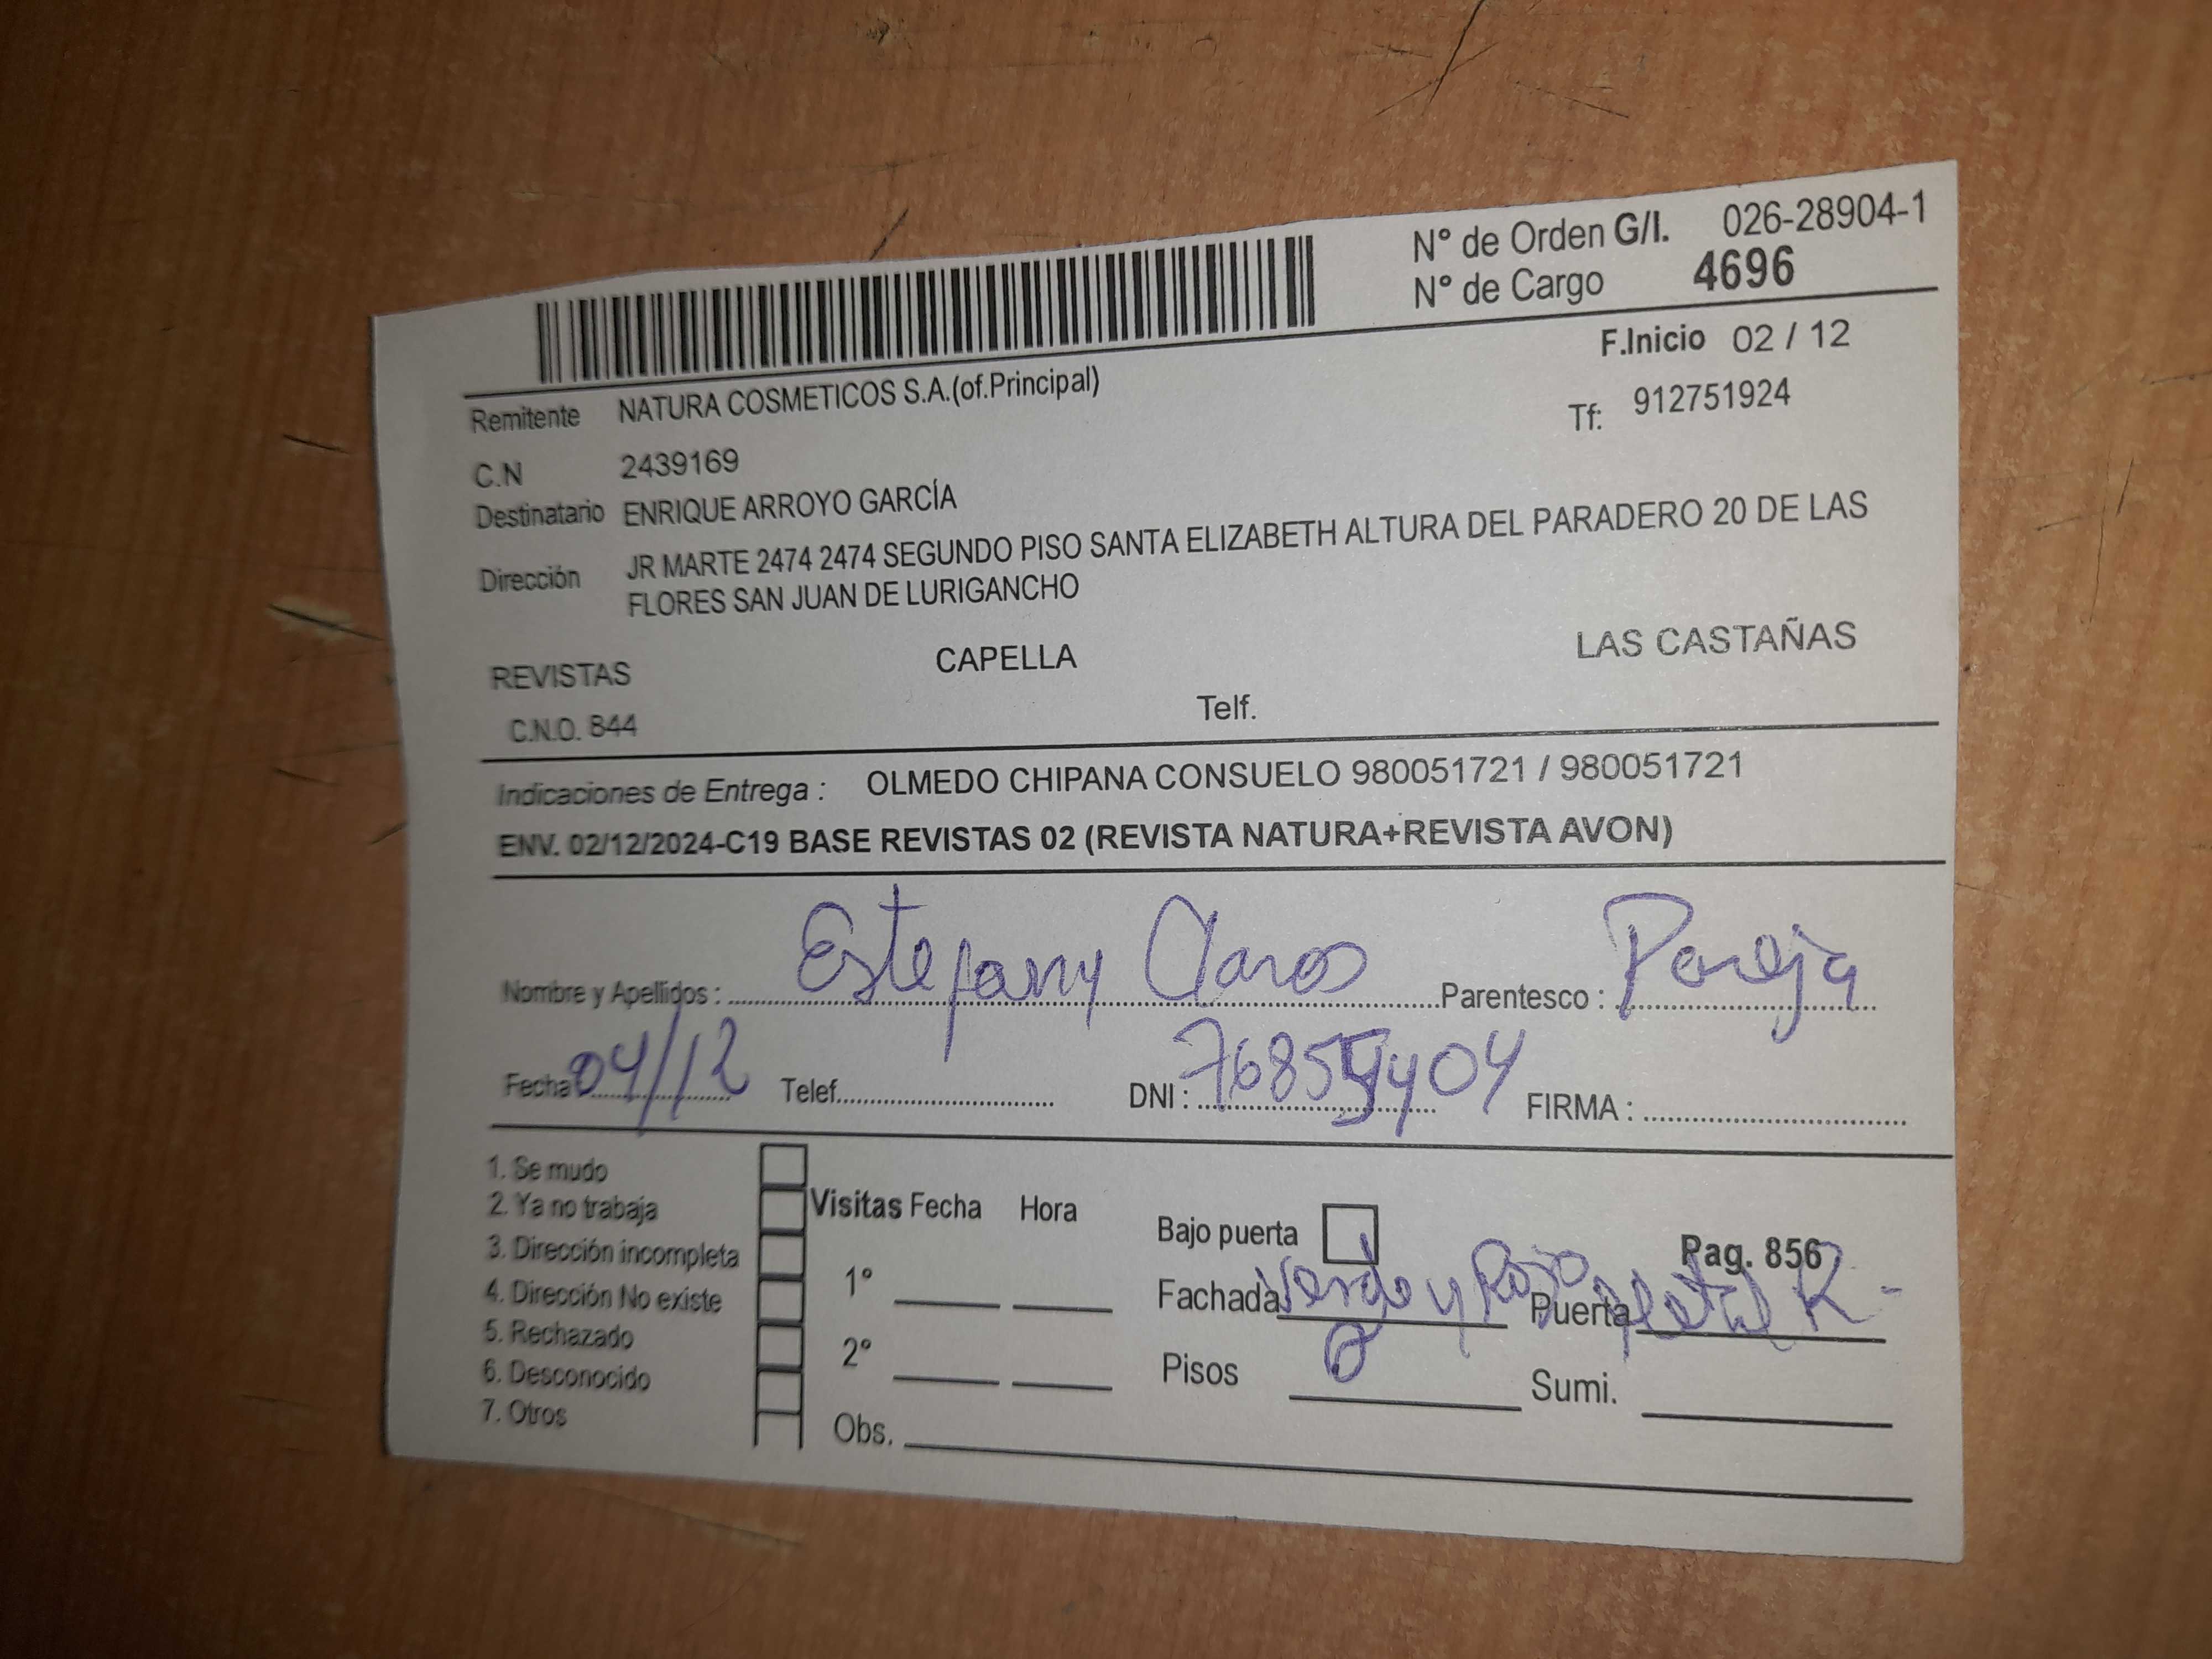 N° de Orden G/I. 026-28904-1
N° de Cargo 4696
F.Inicio 02 / 12
Remitente NATURA COSMETICOS S.A.(of.Principal)
Tf: 912751924
C.N 2439169
Destinatario ENRIQUE ARROYO GARCÍA
Dirección JR MARTE 2474 2474 SEGUNDO PISO SANTA ELIZABETH ALTURA DEL PARADERO 20 DE LAS
FLORES SAN JUAN DE LURIGANCHO
REVISTAS CAPELLA LAS CASTAÑAS
C.N.O. 844 Telf.
Indicaciones de Entrega : OLMEDO CHIPANA CONSUELO 980051721 / 980051721
ENV. 02/12/2024-C19 BASE REVISTAS 02 (REVISTA NATURA+REVISTA AVON)
Nombre y Apellidos : Estefany Claros Parentesco : Pareja
Fecha 04/12 Telef. DNI : FIRMA :
1. Se mudo
2. Ya no trabaja
3. Dirección incompleta
4. Dirección No existe
5. Rechazado
6. Desconocido
7. Otros
Visitas Fecha Hora
1°
2°
Obs.
Bajo puerta Pag. 856
Fachada Verde y Rojo Puerta Metal R-
Pisos Sumi.